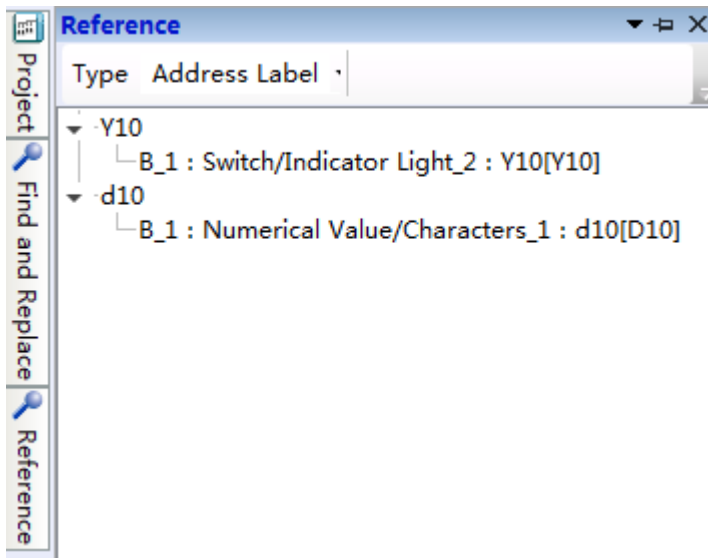 Reference
Type Address Label
Y10
B_1 : Switch/Indicator Light_2 : Y10[Y10]
d10
B_1 : Numerical Value/Characters_1 : d10[D10]
Project
Find and Replace
Reference